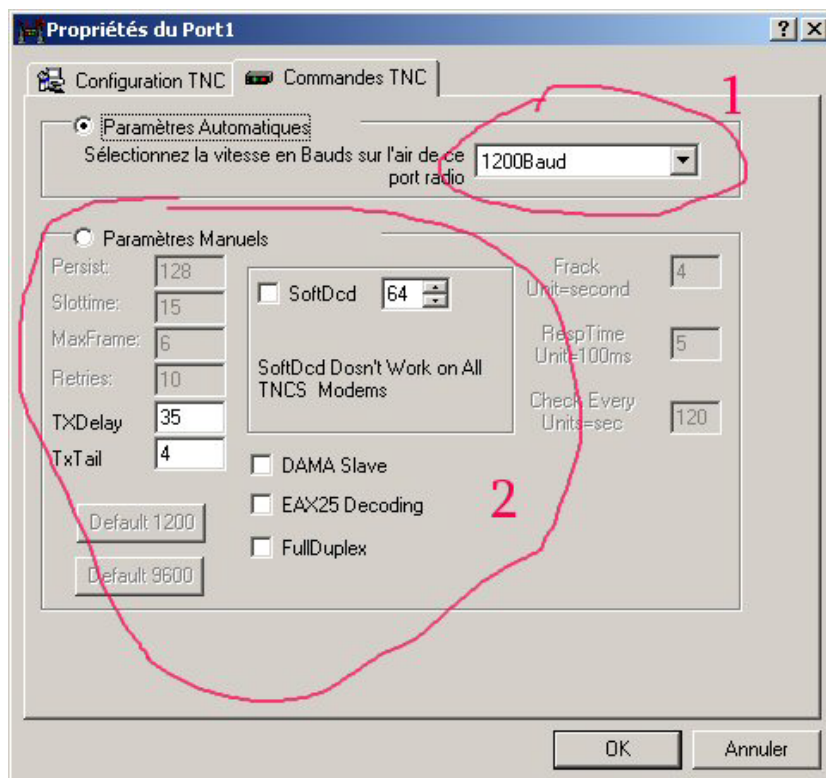 Propriétés du Port1
Configuration TNC
Commandes TNC
1
Paramètres Automatiques
Sélectionnez la vitesse en Bauds sur l'air de ce
port radio
1200Baud
Paramètres Manuels
Persist: 128
Slottime: 15
MaxFrame: 6
Retries: 10
TXDelay 35
TxTail 4
Default 1200
Default 9600
SoftDcd 64
SoftDcd Dosn't Work on All
TNCS Modems
DAMA Slave
EAX25 Decoding
FullDuplex
2
Frack
Unit=second
4
RespTime
Unit=100ms
5
Check Every
Units=sec
120
OK
Annuler